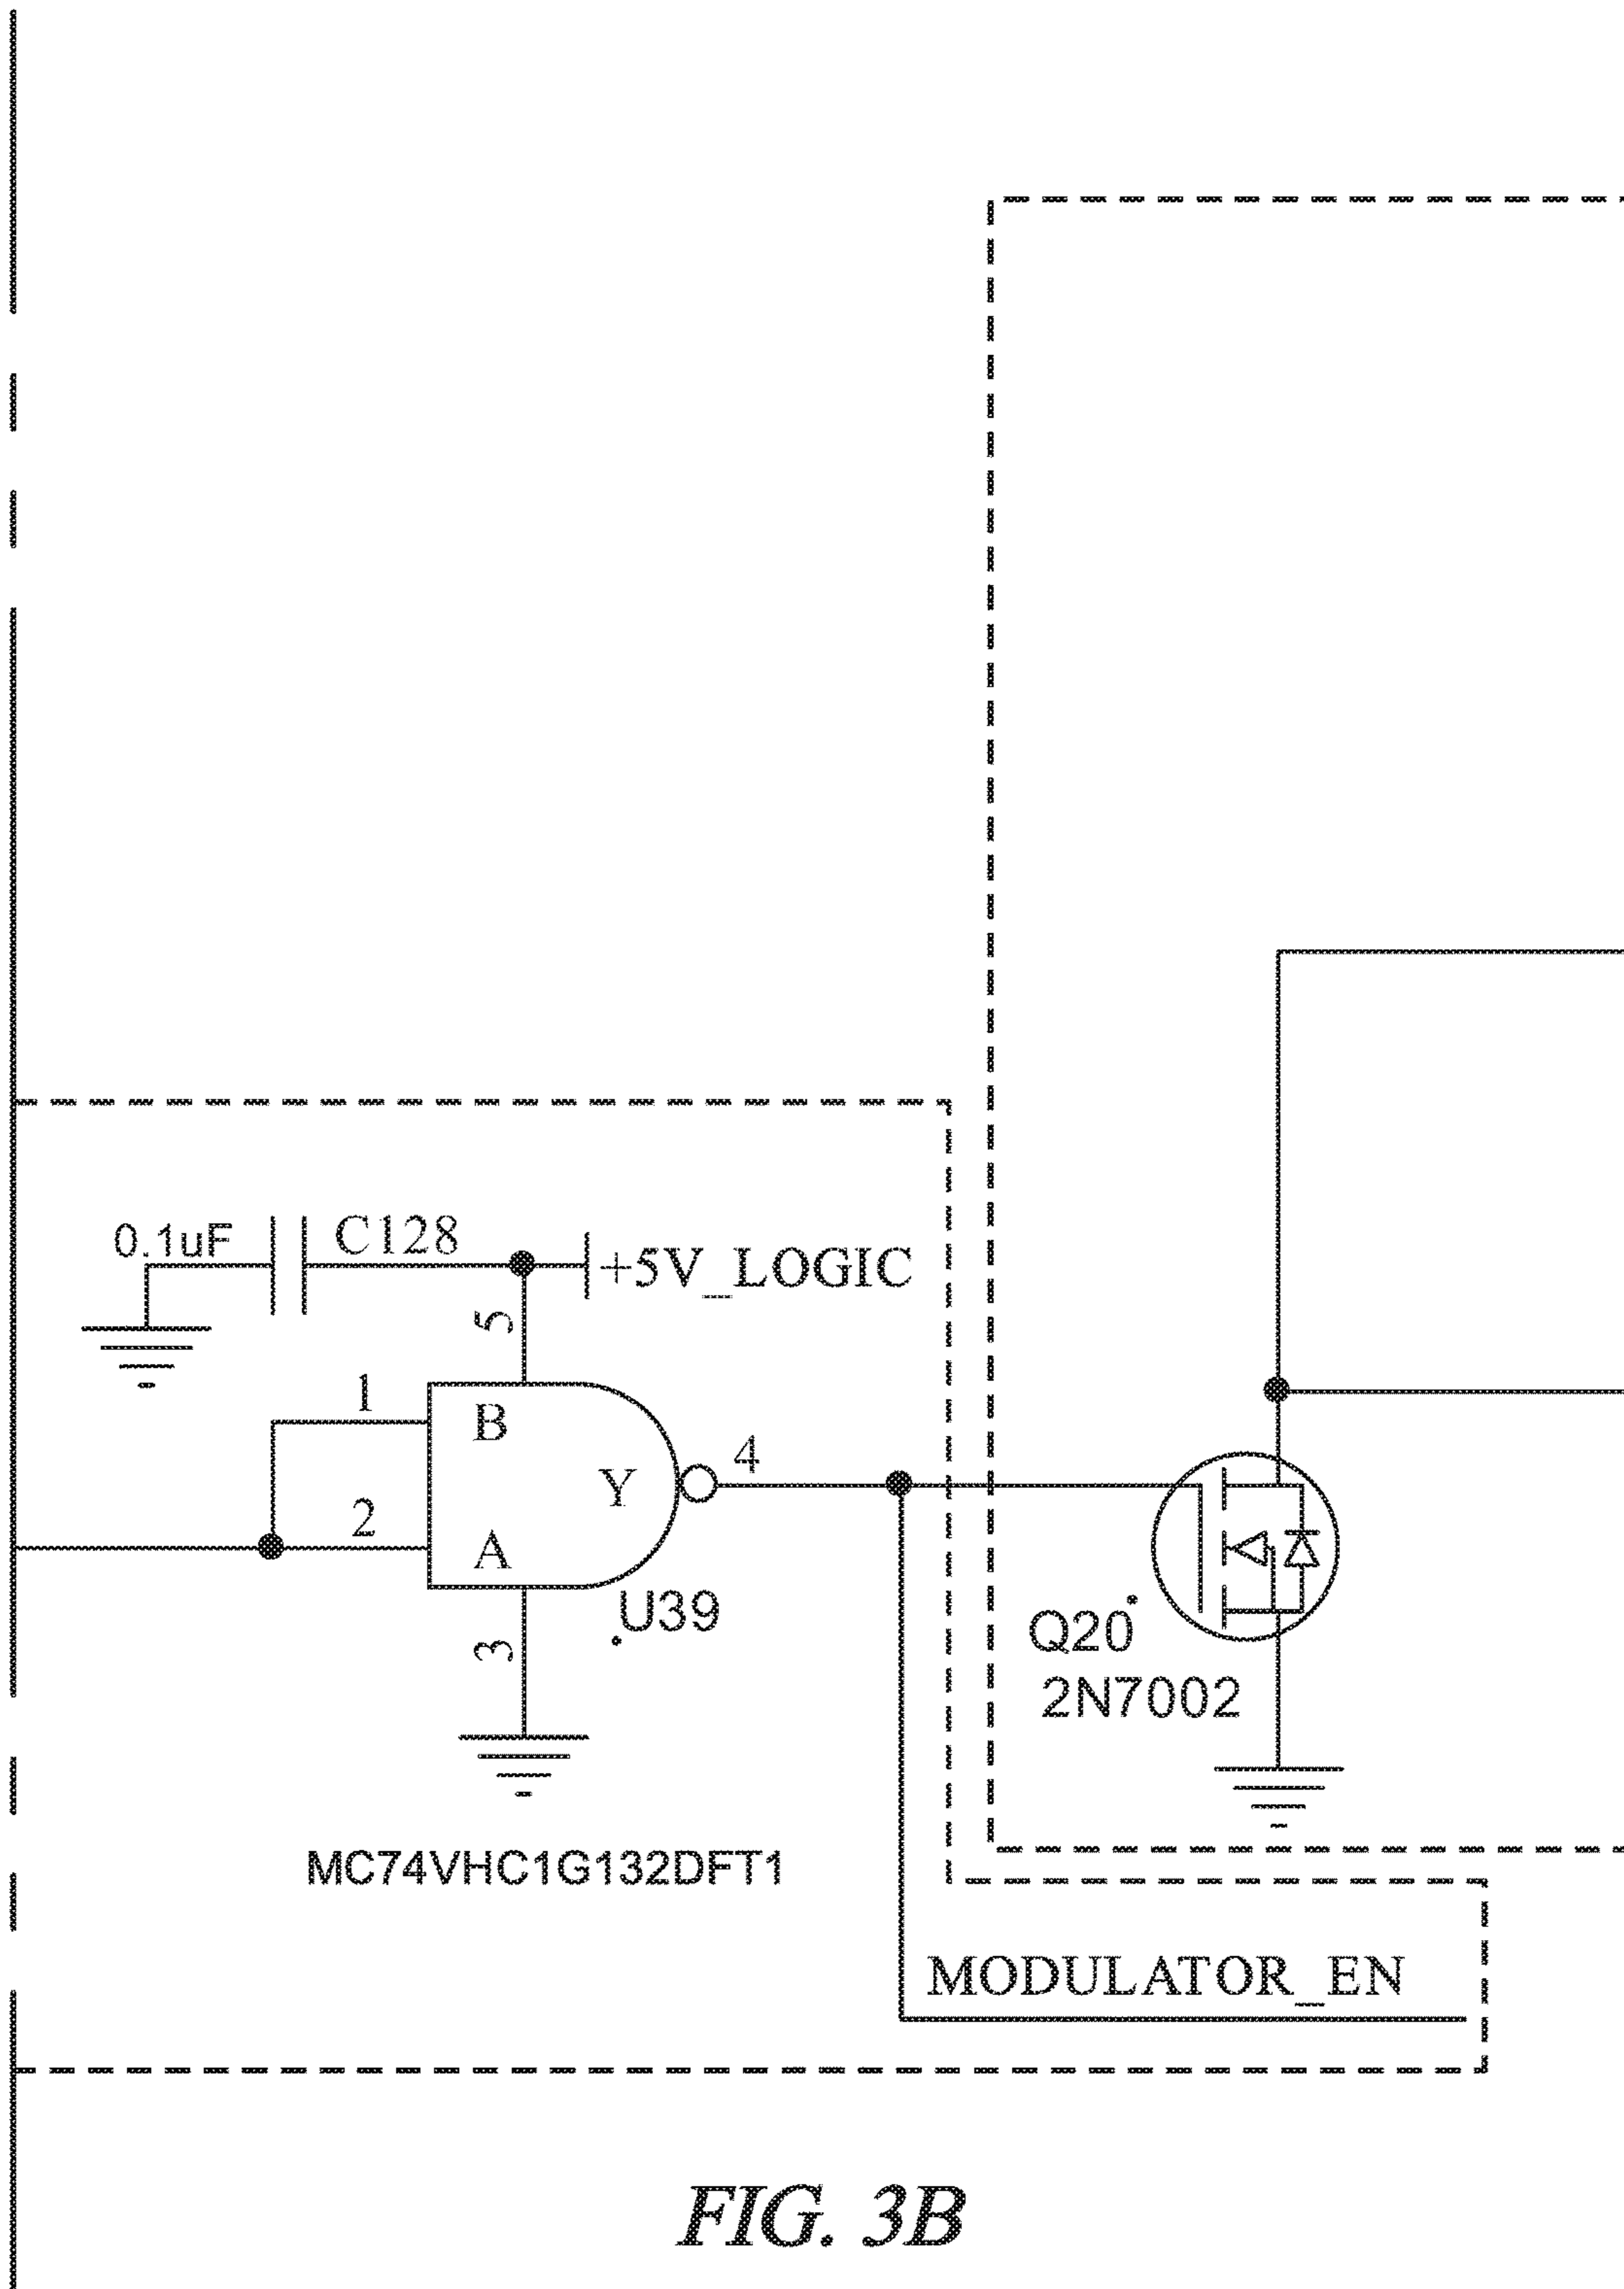 0.1uF
C128
+5V_LOGIC
5
1
B
4
Y
2
A
U39
3
Q20
2N7002
MC74VHC1G132DFT1
MODULATOR_EN
FIG. 3B